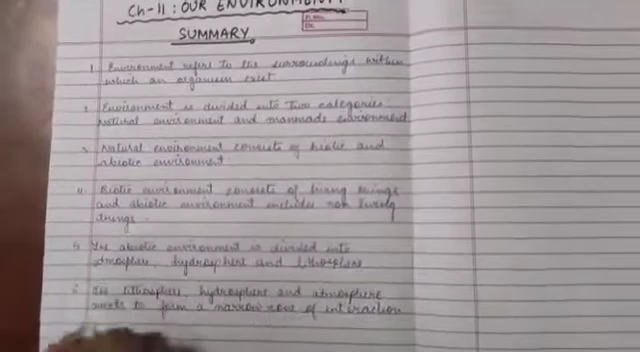 Ch-11: OUR ENVIRONMENT
SUMMARY
1. Environment refers to the surroundings within
which an organism exist
2. Environment is divided into Two categories
Natural environment and manmade environment
3. Natural environment consists of biotic and
abiotic environment
4. Biotic environment consists of living things
and abiotic environment includes non living
things.
5. The abiotic environment is divided into
atmosphere, hydrosphere and lithosphere
6. The lithosphere, hydrosphere and atmosphere
meets to form a narrow zone of interaction